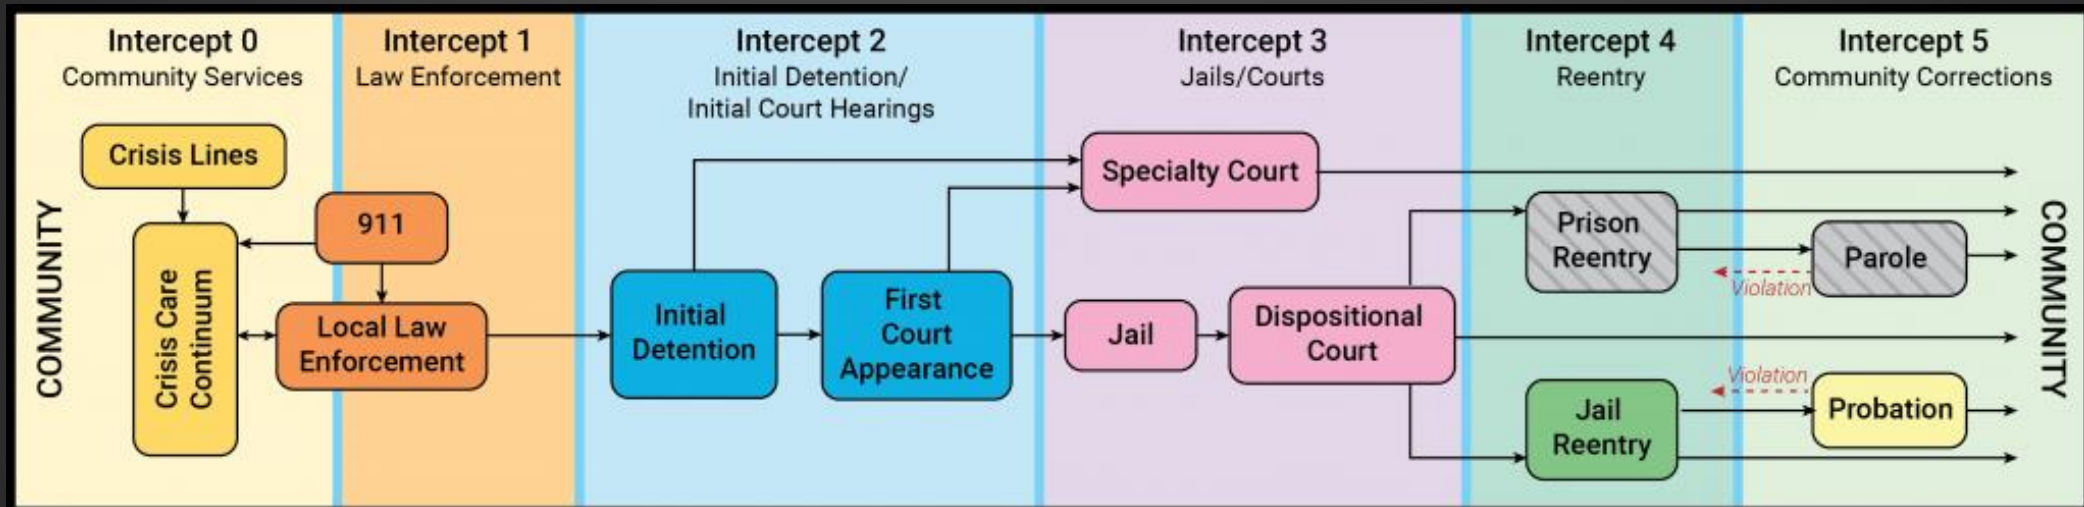 Intercept 0
Community Services
Intercept 1
Law Enforcement
Intercept 2
Initial Detention/
Initial Court Hearings
Intercept 3
Jails/Courts
Intercept 4
Reentry
Intercept 5
Community Corrections
COMMUNITY
Crisis Lines
Crisis Care
Continuum
911
Local Law
Enforcement
Initial
Detention
First
Court
Appearance
Specialty Court
Jail
Dispositional
Court
Prison
Reentry
Jail
Reentry
Parole
Violation
Violation
Probation
COMMUNITY